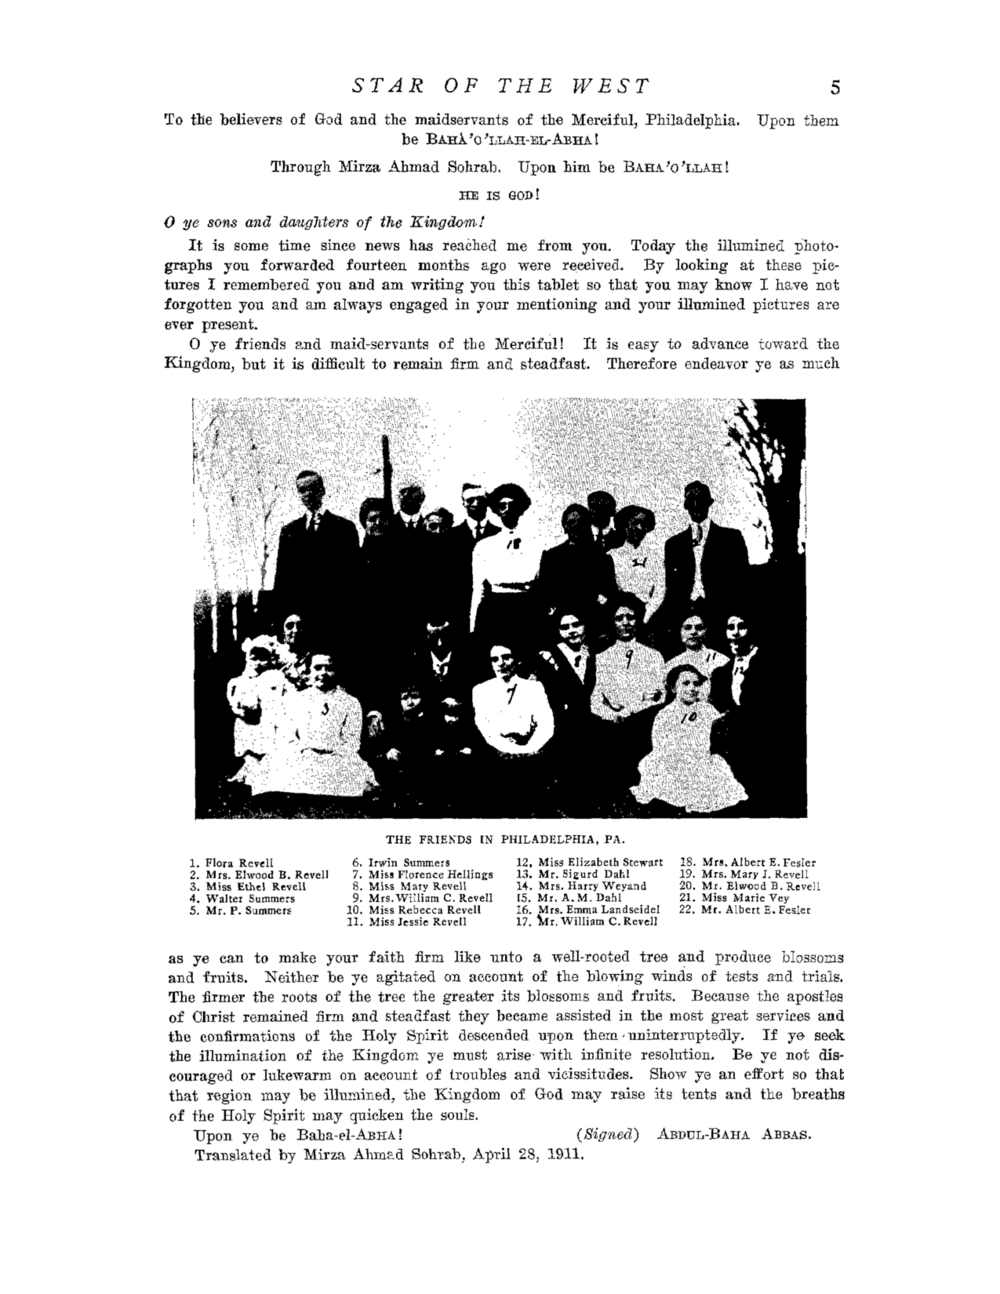 STAR OF THE WEST 5
To the believers of God and the maidservants of the Merciful, Philadelphia. Upon them
be BAHÁ'O'LLAH-EL-ABHA!
Through Mirza Ahmad Sohrab. Upon him be BAHA'O'LLAH!
HE IS GOD!
O ye sons and daughters of the Kingdom!
It is some time since news has reached me from you. Today the illumined photo-
graphs you forwarded fourteen months ago were received. By looking at these pic-
tures I remembered you and am writing you this tablet so that you may know I have not
forgotten you and am always engaged in your mentioning and your illumined pictures are
ever present.
O ye friends and maid-servants of the Merciful! It is easy to advance toward the
Kingdom, but it is difficult to remain firm and steadfast. Therefore endeavor ye as much
18
21
9
11
12
3
7
10
THE FRIENDS IN PHILADELPHIA, PA.
1. Flora Revell
2. Mrs. Elwood B. Revell
3. Miss Ethel Revell
4. Walter Summers
5. Mr. P. Summers
6. Irwin Summers
7. Miss Florence Hellings
8. Miss Mary Revell
9. Mrs. William C. Revell
10. Miss Rebecca Revell
11. Miss Jessie Revell
12, Miss Elizabeth Stewart
13. Mr. Sigurd Dahl
14. Mrs. Harry Weyand
15. Mr. A. M. Dahl
16. Mrs. Emma Landseidel
17. Mr. William C. Revell
18. Mrs. Albert E. Fesler
19. Mrs. Mary J. Revell
20. Mr. Elwood B. Revell
21. Miss Marie Vey
22. Mr. Albert E. Fesler
as ye can to make your faith firm like unto a well-rooted tree and produce blossoms
and fruits. Neither be ye agitated on account of the blowing winds of tests and trials.
The firmer the roots of the tree the greater its blossoms and fruits. Because the apostles
of Christ remained firm and steadfast they became assisted in the most great services and
the confirmations of the Holy Spirit descended upon them uninterruptedly. If ye seek
the illumination of the Kingdom ye must arise with infinite resolution. Be ye not dis-
couraged or lukewarm on account of troubles and vicissitudes. Show ye an effort so that
that region may be illumined, the Kingdom of God may raise its tents and the breaths
of the Holy Spirit may quicken the souls.
Upon ye be Baha-el-ABHA! (Signed) ABDUL-BAHA ABBAS.
Translated by Mirza Ahmad Sohrab, April 28, 1911.